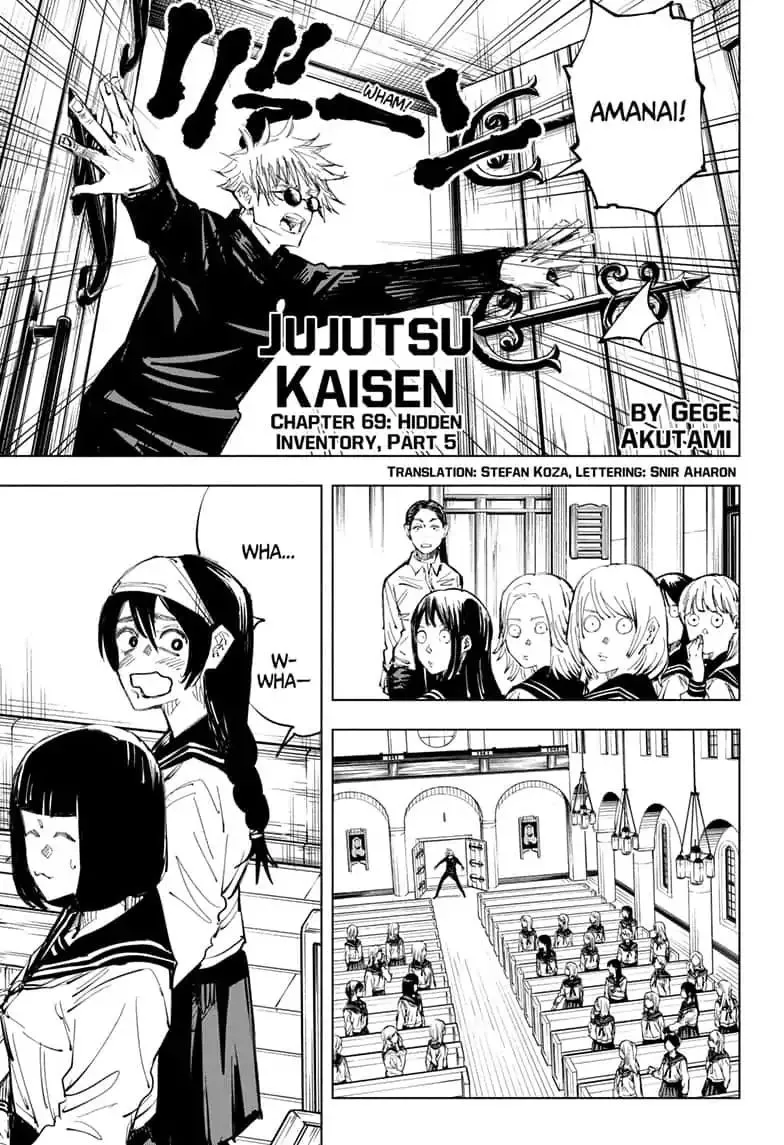 AMANAI!
バーン
WHAM!
JUJUTSU
KAISEN
CHAPTER 69: HIDDEN
INVENTORY, PART 5
BY GEGE
AKUTAMI
TRANSLATION: STEFAN KOZA, LETTERING: SNIR AHARON
WHA...
W-
WHA–